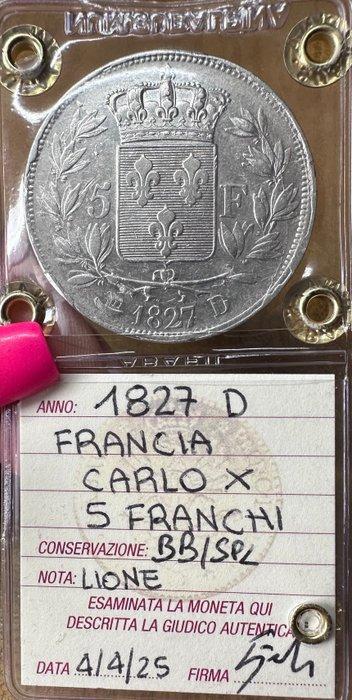 5 F
1827 D
ANNO: 1827 D
FRANCIA
CARLO X
5 FRANCHI
CONSERVAZIONE: BB/SPL
NOTA: LIONE
ESAMINATA LA MONETA QUI
DESCRITTA LA GIUDICO AUTENTICA
DATA 4/4/25 FIRMA